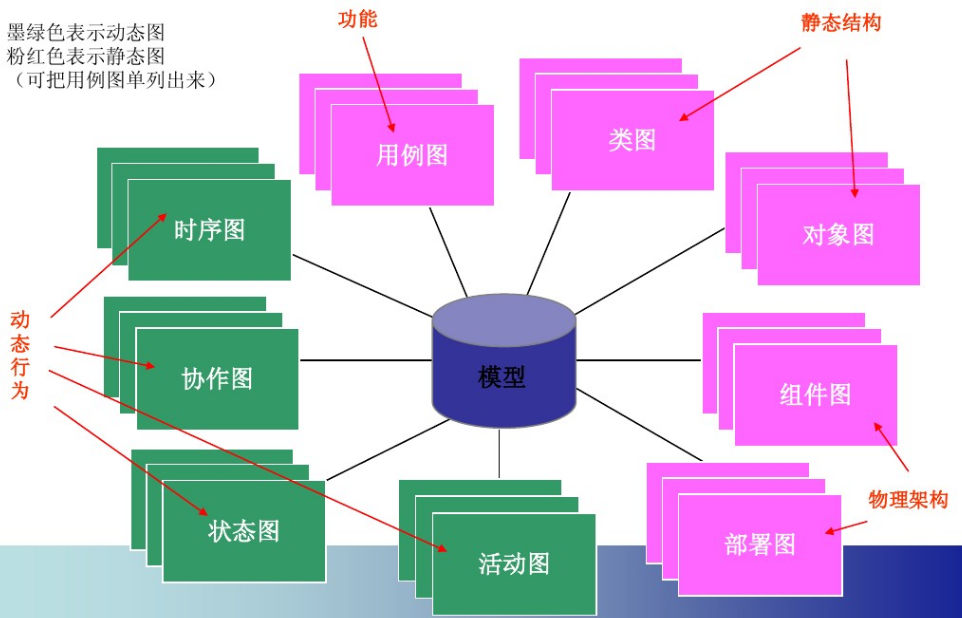 墨绿色表示动态图
粉红色表示静态图
（可把用例图单列出来）
功能
静态结构
用例图
类图
时序图
对象图
动态行为
协作图
模型
组件图
状态图
活动图
部署图
物理架构